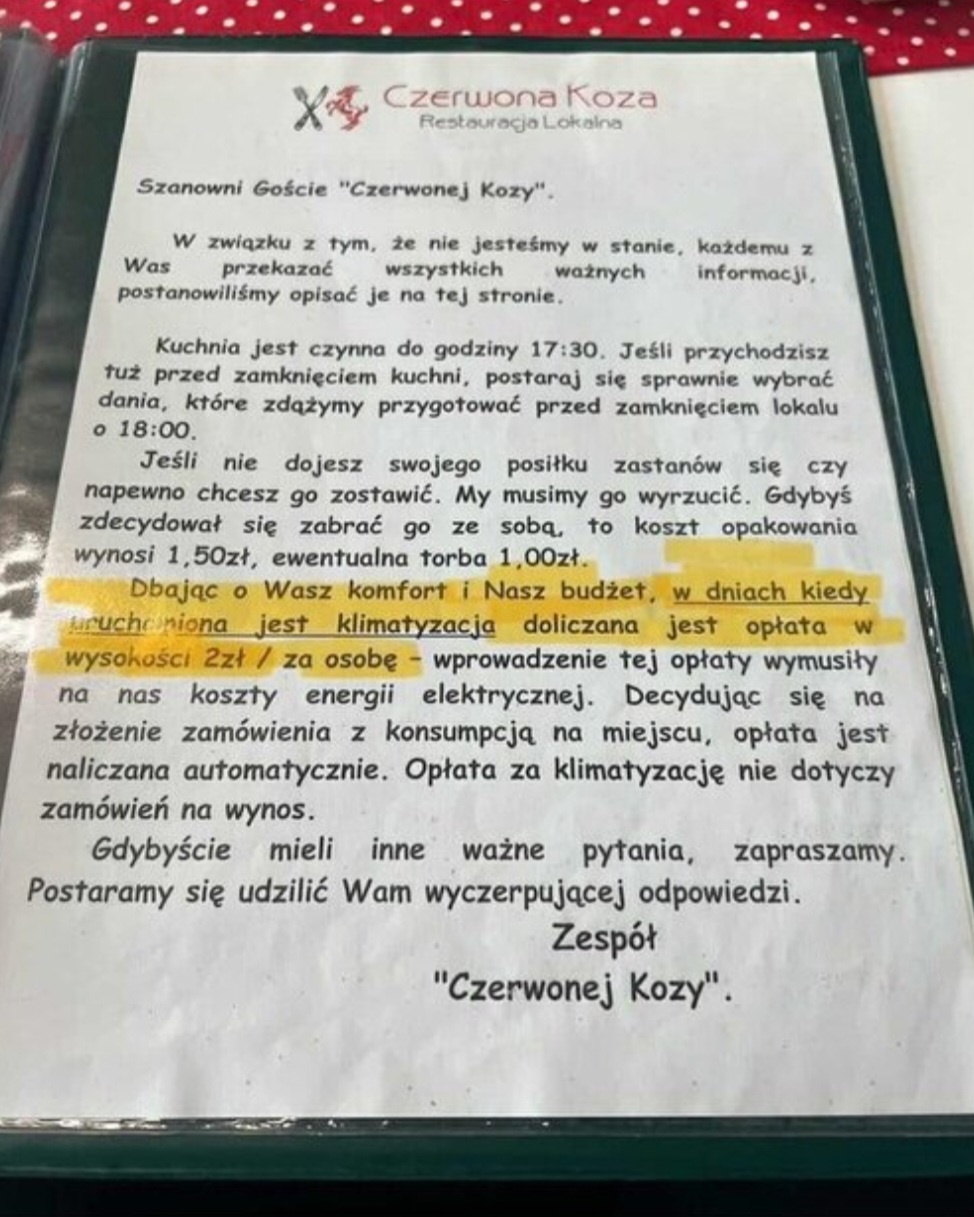 Czerwona Koza
Restauracja Lokalna
Szanowni Goście "Czerwonej Kozy".
W związku z tym, że nie jesteśmy w stanie, każdemu z
Was przekazać wszystkich ważnych informacji,
postanowiliśmy opisać je na tej stronie.
Kuchnia jest czynna do godziny 17:30. Jeśli przychodzisz
tuż przed zamknięciem kuchni, postaraj się sprawnie wybrać
dania, które zdążymy przygotować przed zamknięciem lokalu
o 18:00.
Jeśli nie dojesz swojego posiłku zastanów się czy
napewno chcesz go zostawić. My musimy go wyrzucić. Gdybyś
zdecydował się zabrać go ze sobą, to koszt opakowania
wynosi 1,50zł, ewentualna torba 1,00zł.
Dbając o Wasz komfort i Nasz budżet, w dniach kiedy
uruchomiona jest klimatyzacja doliczana jest opłata w
wysokości 2zł / za osobę - wprowadzenie tej opłaty wymusiły
na nas koszty energii elektrycznej. Decydując się na
złożenie zamówienia z konsumpcją na miejscu, opłata jest
naliczana automatycznie. Opłata za klimatyzację nie dotyczy
zamówień na wynos.
Gdybyście mieli inne ważne pytania, zapraszamy.
Postaramy się udzilić Wam wyczerpującej odpowiedzi.
Zespół
"Czerwonej Kozy".